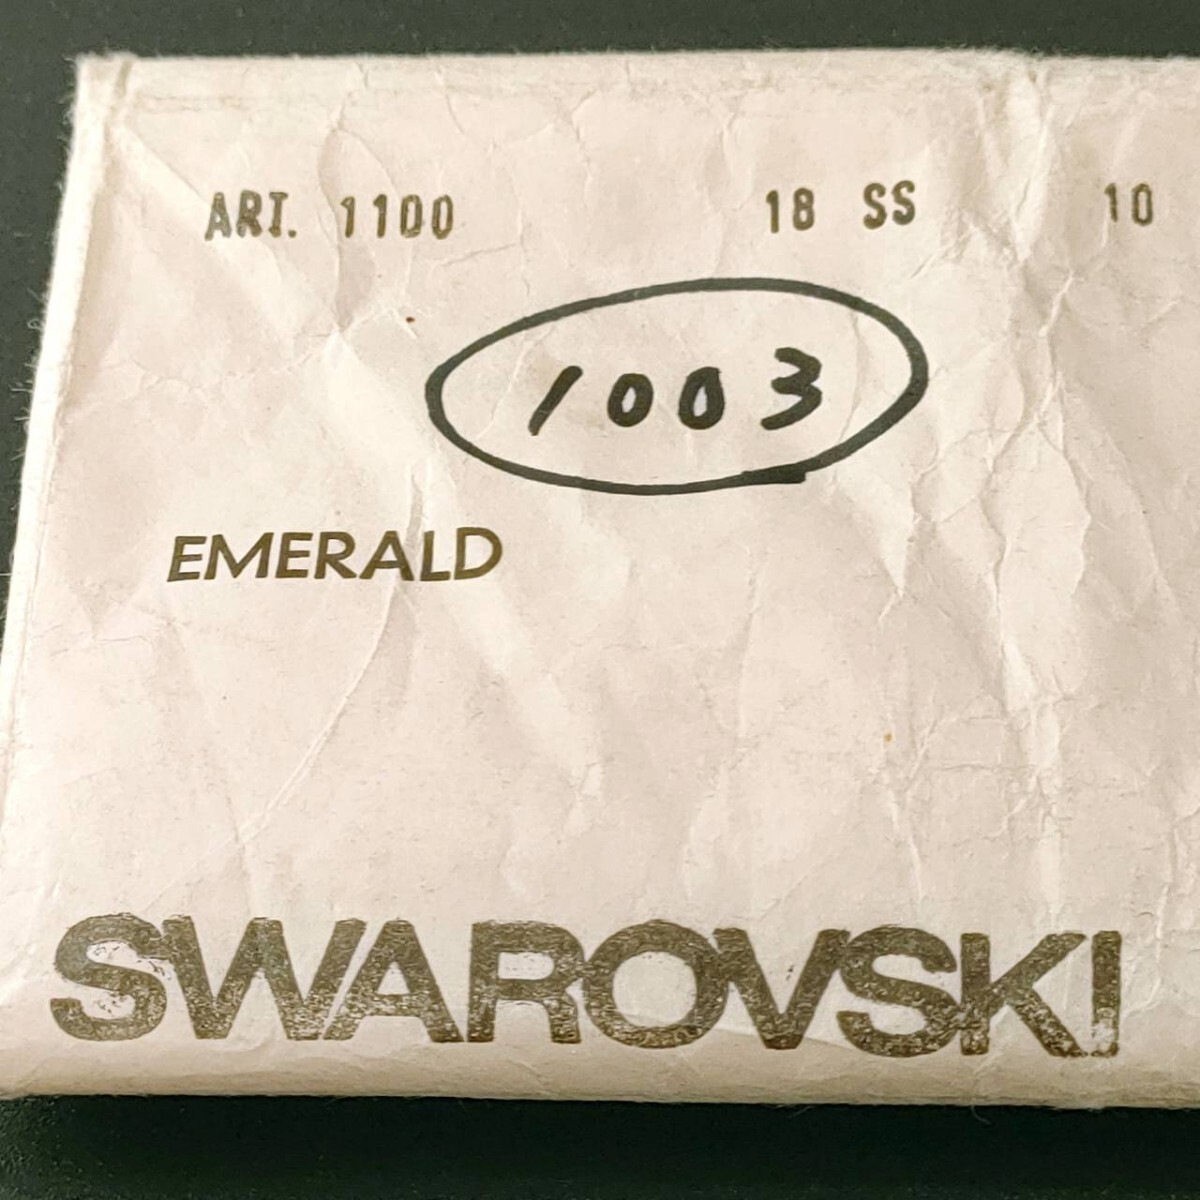 ART. 1100 18 SS 10
1003
EMERALD
SWAROVSKI